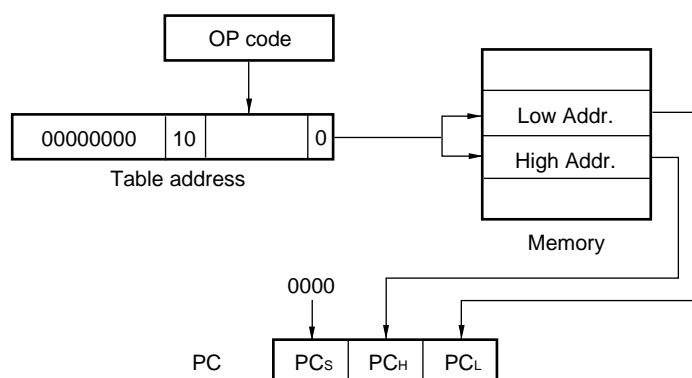 OP code
Low Addr.
00000000 10 0
High Addr.
Table address
Memory
0000
PC PCS PCH PCL